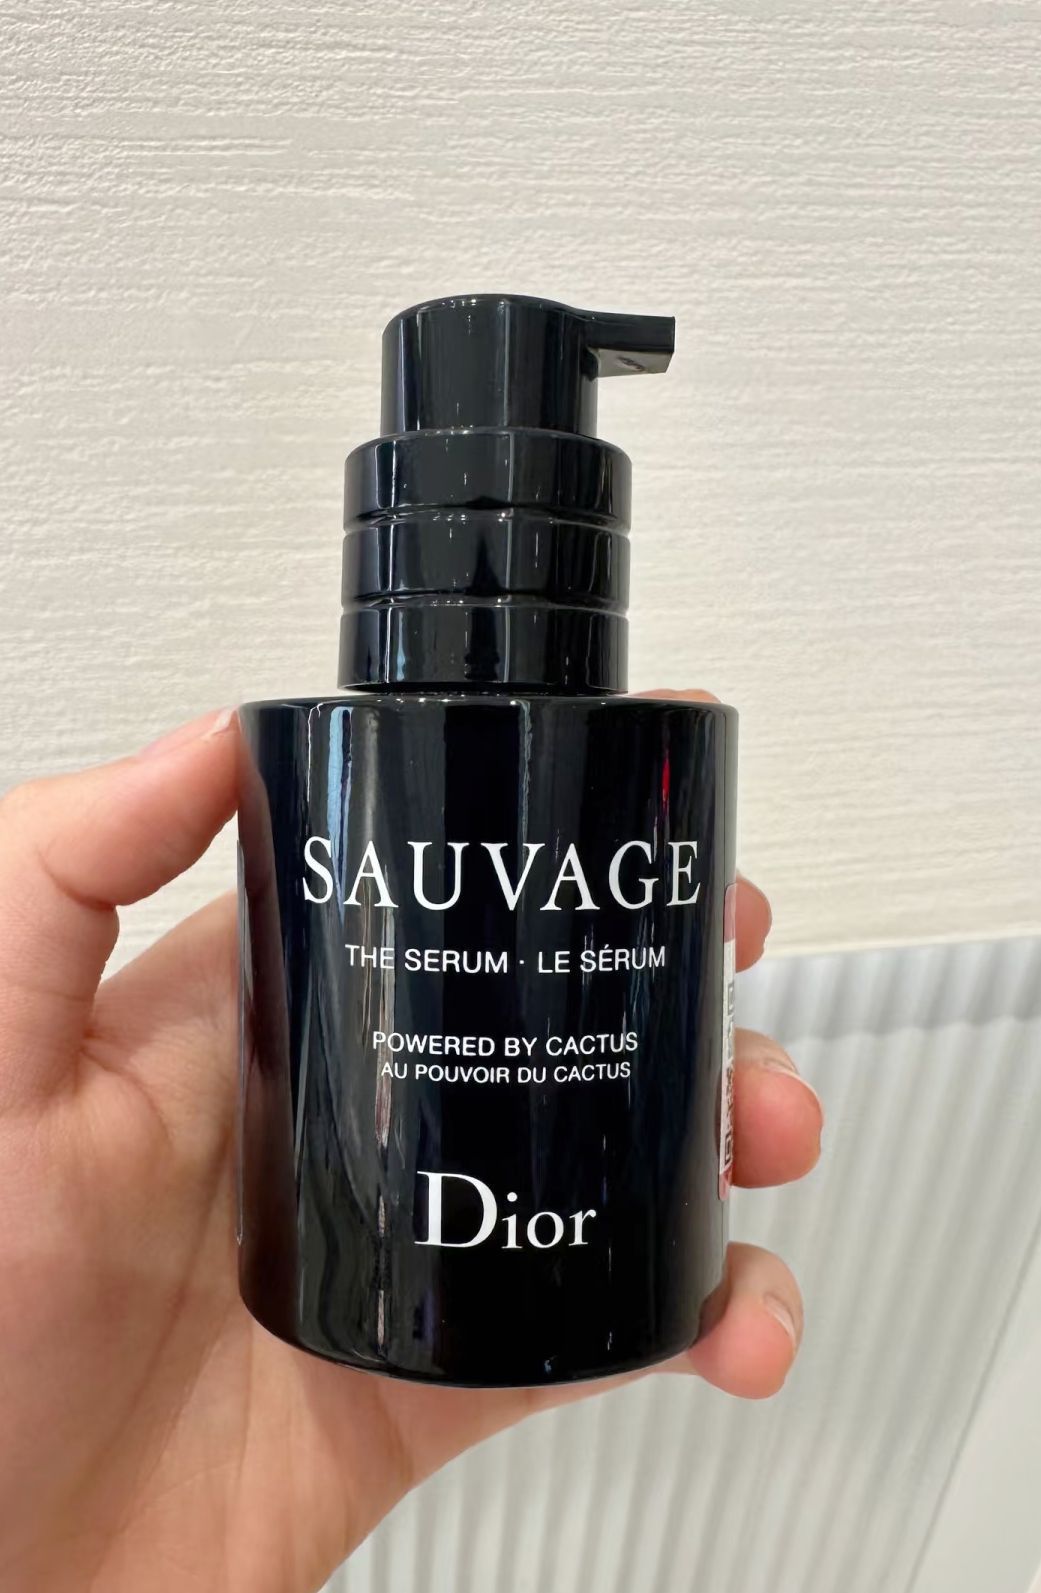 SAUVAGE
THE SERUM · LE SÉRUM
POWERED BY CACTUS
AU POUVOIR DU CACTUS
Dior